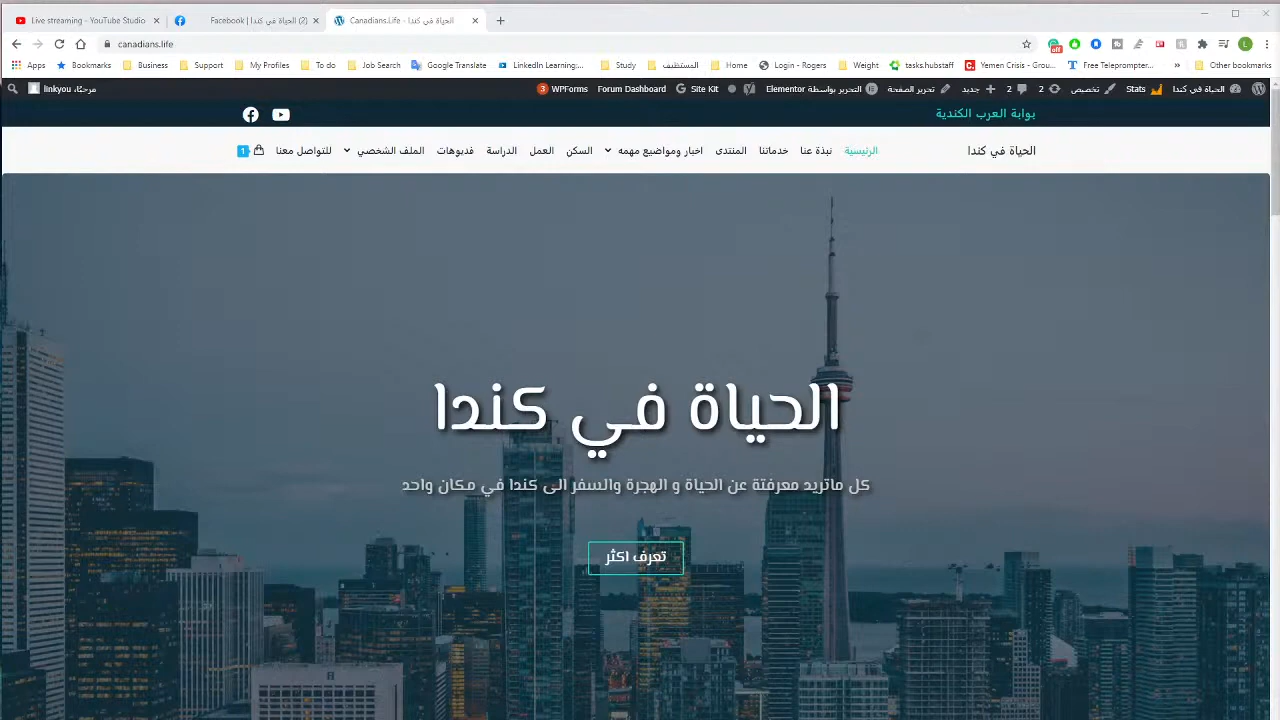 Live streaming - YouTube Studio
Facebook | الحياة في كندا (2)
Canadians.Life - الحياة في كندا
canadians.life
off
L
Apps
Bookmarks
Business
Support
My Profiles
To do
Job Search
Google Translate
LinkedIn Learning:...
Study
المستظيف
Home
Login - Rogers
Weight
tasks.hubstaff
Yemen Crisis - Grou...
Free Teleprompter...
»
Other bookmarks
الحياة في كندا
Stats
تخصيص
2
2
جديد
تحرير الصفحة
التحرير بواسطة Elementor
Site Kit
Forum Dashboard
WPForms 3
مرحبًا، linkyou
بوابة العرب الكندية
الحياة في كندا
الرئيسية
نبذة عنا
خدماتنا
المنتدى
اخبار ومواضيع مهمه
السكن
العمل
الدراسة
فديوهات
الملف الشخصي
للتواصل معنا
1
الحياة في كندا
كل ماتريد معرفتة عن الحياة و الهجرة والسفر الى كندا في مكان واحد
تعرف اكثر